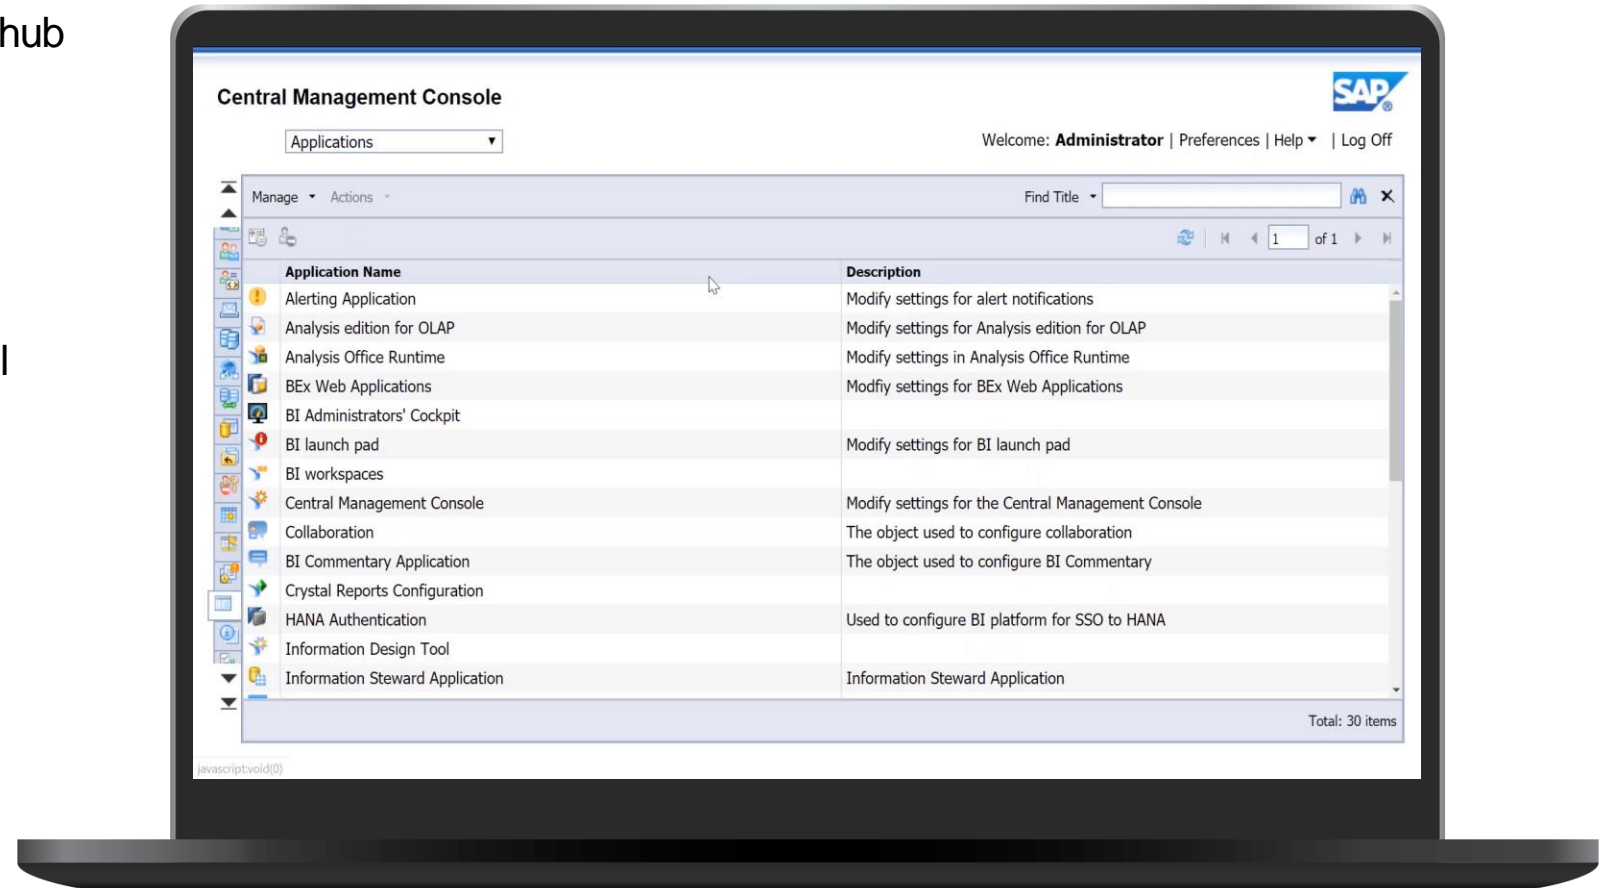 hub
l
Central Management Console
SAP®
Applications
Welcome: Administrator | Preferences | Help | Log Off
Manage Actions Find Title
1 of 1
Application Name Description
Alerting Application Modify settings for alert notifications
Analysis edition for OLAP Modify settings for Analysis edition for OLAP
Analysis Office Runtime Modify settings in Analysis Office Runtime
BEx Web Applications Modfiy settings for BEx Web Applications
BI Administrators' Cockpit
BI launch pad Modify settings for BI launch pad
BI workspaces
Central Management Console Modify settings for the Central Management Console
Collaboration The object used to configure collaboration
BI Commentary Application The object used to configure BI Commentary
Crystal Reports Configuration
HANA Authentication Used to configure BI platform for SSO to HANA
Information Design Tool
Information Steward Application Information Steward Application
Total: 30 items
javascript:void(0)